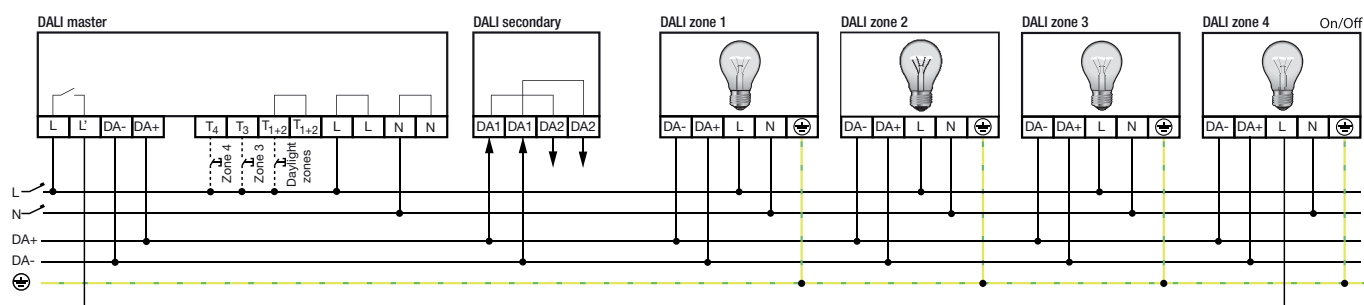 DALI master
DALI secondary
DALI zone 1
DALI zone 2
DALI zone 3
DALI zone 4
On/Off
L L' DA- DA+ T4 T3 T1+2 T1+2 L L N N
DA1 DA1 DA2 DA2
DA- DA+ L N
DA- DA+ L N
DA- DA+ L N
DA- DA+ L N
Zone 4
Zone 3
Daylight
zones
L
N
DA+
DA-